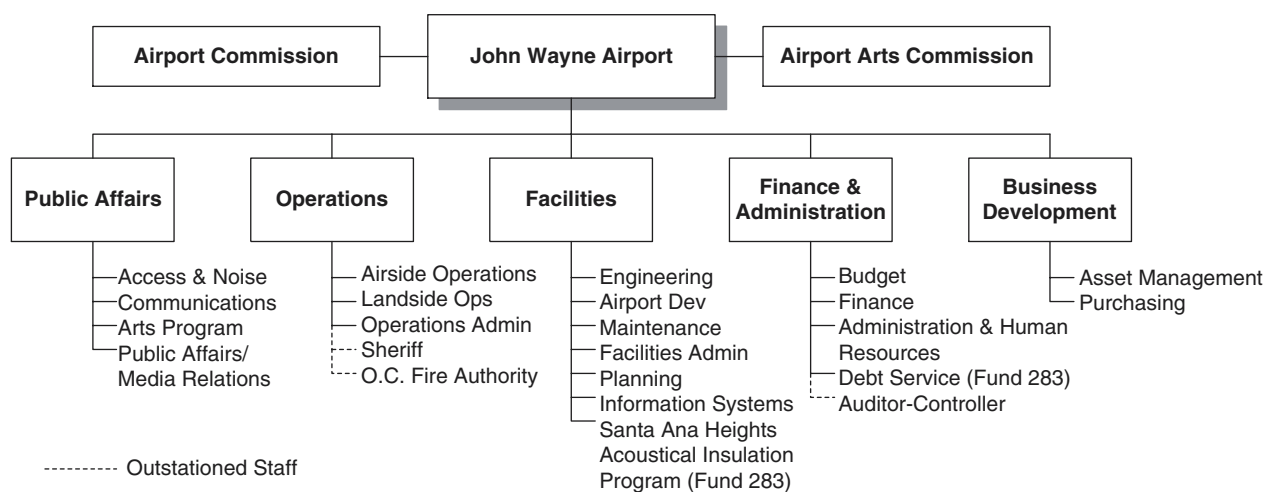 Airport Commission
John Wayne Airport
Airport Arts Commission
Public Affairs
Operations
Facilities
Finance &
Administration
Business
Development
Access & Noise
Communications
Arts Program
Public Affairs/
Media Relations
Airside Operations
Landside Ops
Operations Admin
Sheriff
O.C. Fire Authority
Engineering
Airport Dev
Maintenance
Facilities Admin
Planning
Information Systems
Santa Ana Heights
Acoustical Insulation
Program (Fund 283)
Budget
Finance
Administration & Human
Resources
Debt Service (Fund 283)
Auditor-Controller
Asset Management
Purchasing
Outstationed Staff